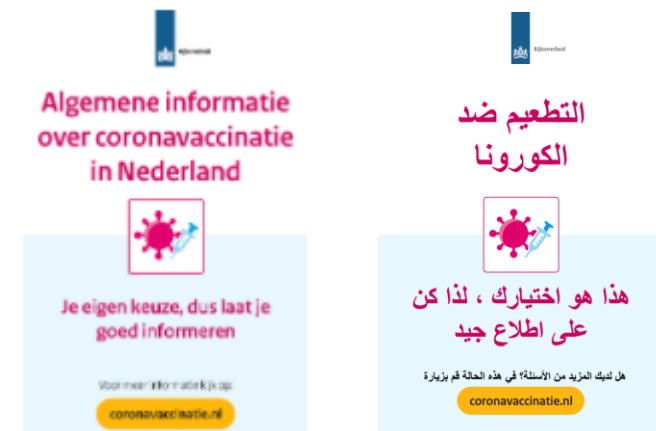 Rijksoverheid
Algemene informatie
over coronavaccinatie
in Nederland
Je eigen keuze, dus laat je
goed informeren
Voor meer informatie kijk op:
coronavaccinatie.nl
Rijksoverheid
التطعيم ضد
الكورونا
هذا هو اختيارك ، لذا كن
على اطلاع جيد
هل لديك المزيد من الأسئلة؟ في هذه الحالة قم بزيارة
coronavaccinatie.nl